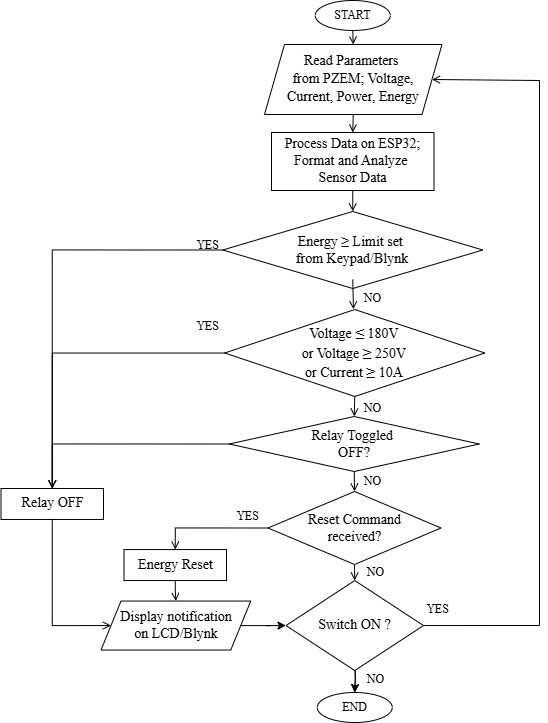 START
Read Parameters
from PZEM; Voltage,
Current, Power, Energy
Process Data on ESP32;
Format and Analyze
Sensor Data
YES
Energy ≥ Limit set
from Keypad/Blynk
NO
YES
Voltage ≤ 180V
or Voltage ≥ 250V
or Current ≥ 10A
NO
Relay Toggled
OFF?
NO
Relay OFF
YES
Reset Command
received?
Energy Reset
NO
Display notification
on LCD/Blynk
Switch ON ?
YES
NO
END